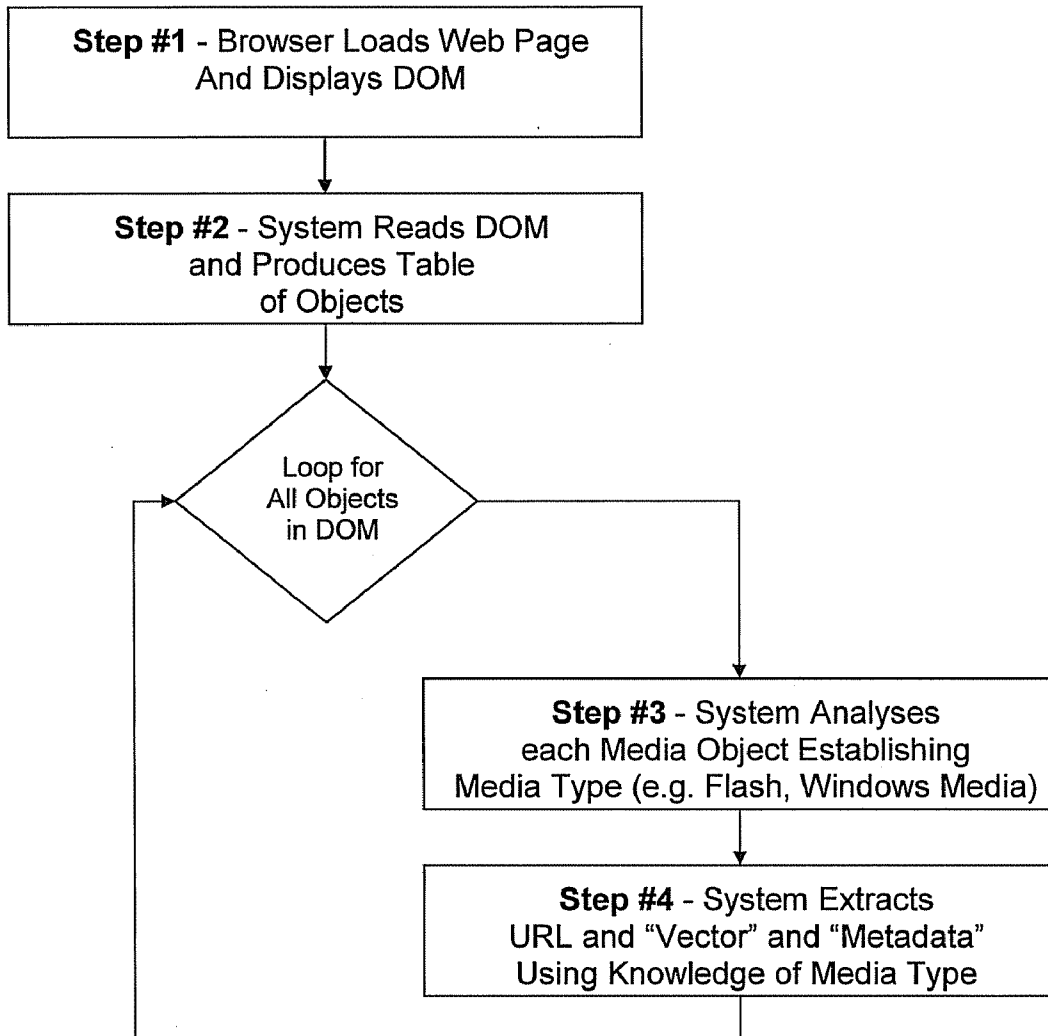 Step #1 - Browser Loads Web Page
And Displays DOM
Step #2 - System Reads DOM
and Produces Table
of Objects
Loop for
All Objects
in DOM
Step #3 - System Analyses
each Media Object Establishing
Media Type (e.g. Flash, Windows Media)
Step #4 - System Extracts
URL and “Vector” and “Metadata”
Using Knowledge of Media Type